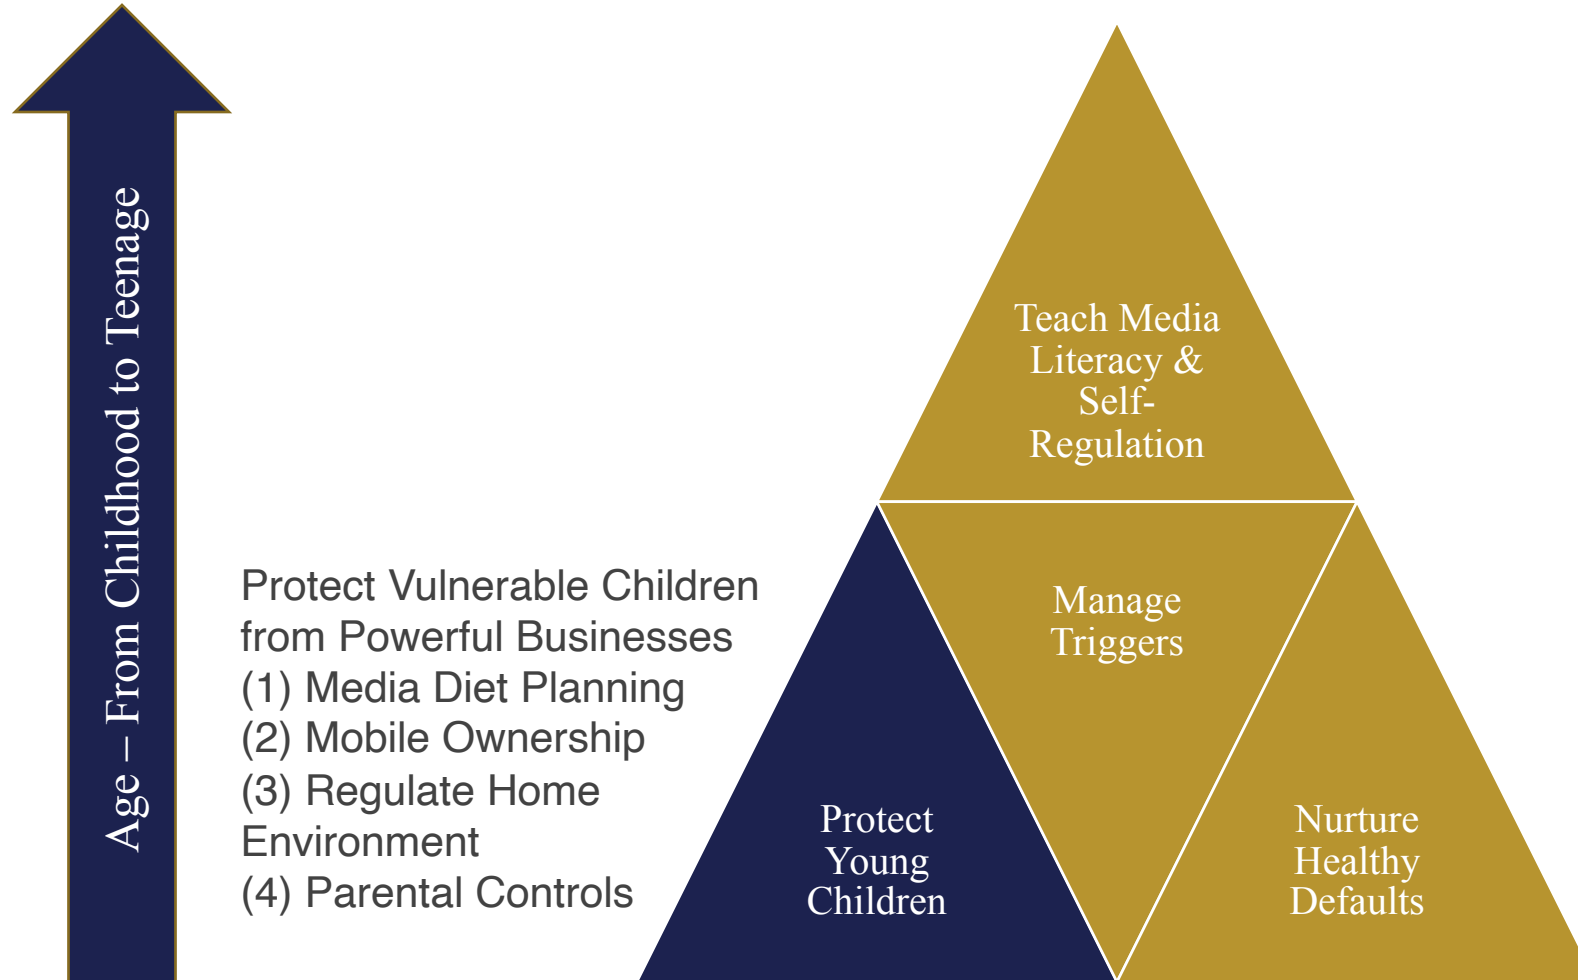 Age – From Childhood to Teenage
Protect Vulnerable Children
from Powerful Businesses
(1) Media Diet Planning
(2) Mobile Ownership
(3) Regulate Home
Environment
(4) Parental Controls
Teach Media
Literacy &
Self-
Regulation
Manage
Triggers
Protect
Young
Children
Nurture
Healthy
Defaults